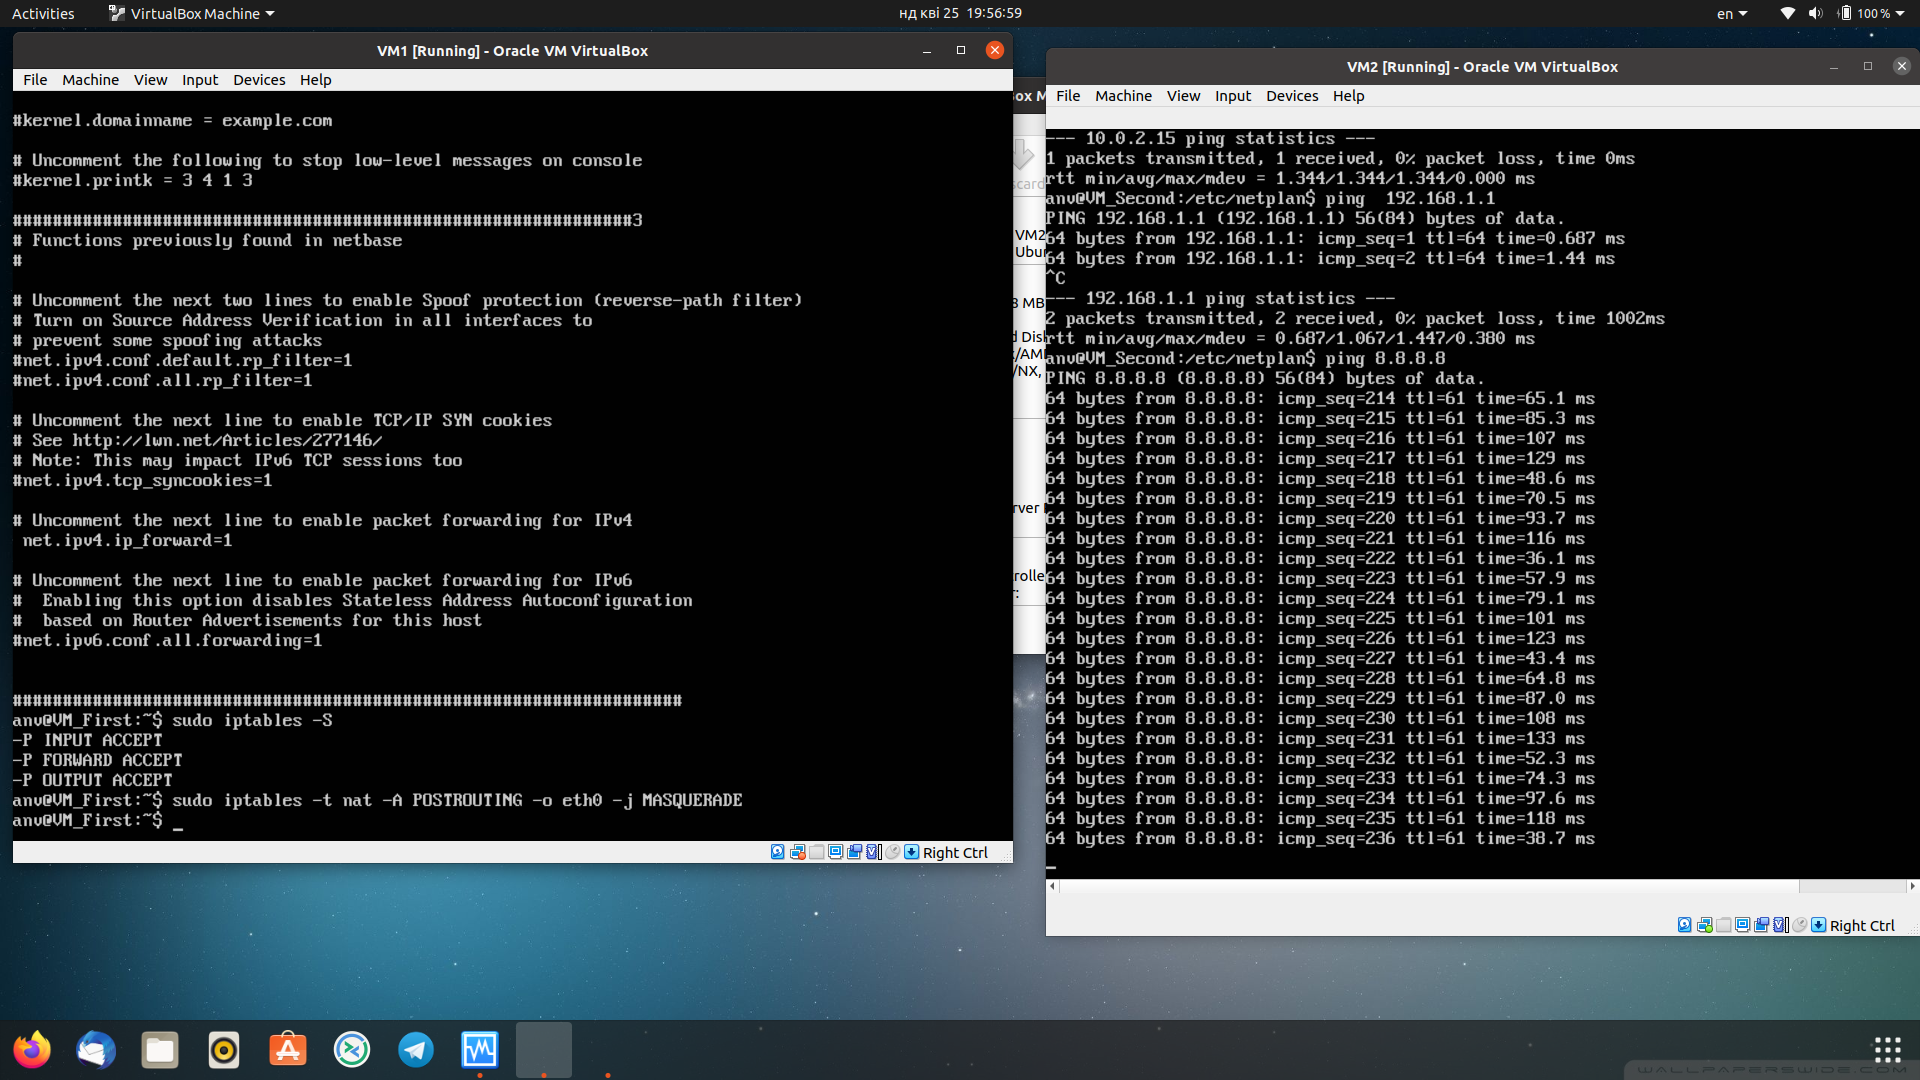 Activities
VirtualBox Machine
нд кві 25 19:56:59
en
100 %
VM1 [Running] - Oracle VM VirtualBox
File Machine View Input Devices Help
#kernel.domainname = example.com
# Uncomment the following to stop low-level messages on console
#kernel.printk = 3 4 1 3
##############################################################3
# Functions previously found in netbase
#
# Uncomment the next two lines to enable Spoof protection (reverse-path filter)
# Turn on Source Address Verification in all interfaces to
# prevent some spoofing attacks
#net.ipv4.conf.default.rp_filter=1
#net.ipv4.conf.all.rp_filter=1
# Uncomment the next line to enable TCP/IP SYN cookies
# See http://lwn.net/Articles/277146/
# Note: This may impact IPv6 TCP sessions too
#net.ipv4.tcp_syncookies=1
# Uncomment the next line to enable packet forwarding for IPv4
net.ipv4.ip_forward=1
# Uncomment the next line to enable packet forwarding for IPv6
#  Enabling this option disables Stateless Address Autoconfiguration
#  based on Router Advertisements for this host
#net.ipv6.conf.all.forwarding=1
###################################################################
anv@VM_First:~$ sudo iptables -S
-P INPUT ACCEPT
-P FORWARD ACCEPT
-P OUTPUT ACCEPT
anv@VM_First:~$ sudo iptables -t nat -A POSTROUTING -o eth0 -j MASQUERADE
anv@VM_First:~$ _
Right Ctrl
ox M
scard
VM2
Ubu
8 MB
d Disk
/AM
/NX,
rver
rolle
r:
VM2 [Running] - Oracle VM VirtualBox
File Machine View Input Devices Help
--- 10.0.2.15 ping statistics ---
1 packets transmitted, 1 received, 0% packet loss, time 0ms
rtt min/avg/max/mdev = 1.344/1.344/1.344/0.000 ms
anv@VM_Second:/etc/netplan$ ping  192.168.1.1
PING 192.168.1.1 (192.168.1.1) 56(84) bytes of data.
64 bytes from 192.168.1.1: icmp_seq=1 ttl=64 time=0.687 ms
64 bytes from 192.168.1.1: icmp_seq=2 ttl=64 time=1.44 ms
^C
--- 192.168.1.1 ping statistics ---
2 packets transmitted, 2 received, 0% packet loss, time 1002ms
rtt min/avg/max/mdev = 0.687/1.067/1.447/0.380 ms
anv@VM_Second:/etc/netplan$ ping 8.8.8.8
PING 8.8.8.8 (8.8.8.8) 56(84) bytes of data.
64 bytes from 8.8.8.8: icmp_seq=214 ttl=61 time=65.1 ms
64 bytes from 8.8.8.8: icmp_seq=215 ttl=61 time=85.3 ms
64 bytes from 8.8.8.8: icmp_seq=216 ttl=61 time=107 ms
64 bytes from 8.8.8.8: icmp_seq=217 ttl=61 time=129 ms
64 bytes from 8.8.8.8: icmp_seq=218 ttl=61 time=48.6 ms
64 bytes from 8.8.8.8: icmp_seq=219 ttl=61 time=70.5 ms
64 bytes from 8.8.8.8: icmp_seq=220 ttl=61 time=93.7 ms
64 bytes from 8.8.8.8: icmp_seq=221 ttl=61 time=116 ms
64 bytes from 8.8.8.8: icmp_seq=222 ttl=61 time=36.1 ms
64 bytes from 8.8.8.8: icmp_seq=223 ttl=61 time=57.9 ms
64 bytes from 8.8.8.8: icmp_seq=224 ttl=61 time=79.1 ms
64 bytes from 8.8.8.8: icmp_seq=225 ttl=61 time=101 ms
64 bytes from 8.8.8.8: icmp_seq=226 ttl=61 time=123 ms
64 bytes from 8.8.8.8: icmp_seq=227 ttl=61 time=43.4 ms
64 bytes from 8.8.8.8: icmp_seq=228 ttl=61 time=64.8 ms
64 bytes from 8.8.8.8: icmp_seq=229 ttl=61 time=87.0 ms
64 bytes from 8.8.8.8: icmp_seq=230 ttl=61 time=108 ms
64 bytes from 8.8.8.8: icmp_seq=231 ttl=61 time=133 ms
64 bytes from 8.8.8.8: icmp_seq=232 ttl=61 time=52.3 ms
64 bytes from 8.8.8.8: icmp_seq=233 ttl=61 time=74.3 ms
64 bytes from 8.8.8.8: icmp_seq=234 ttl=61 time=97.6 ms
64 bytes from 8.8.8.8: icmp_seq=235 ttl=61 time=118 ms
64 bytes from 8.8.8.8: icmp_seq=236 ttl=61 time=38.7 ms
_
Right Ctrl
WALLPAPERSWIDE.COM